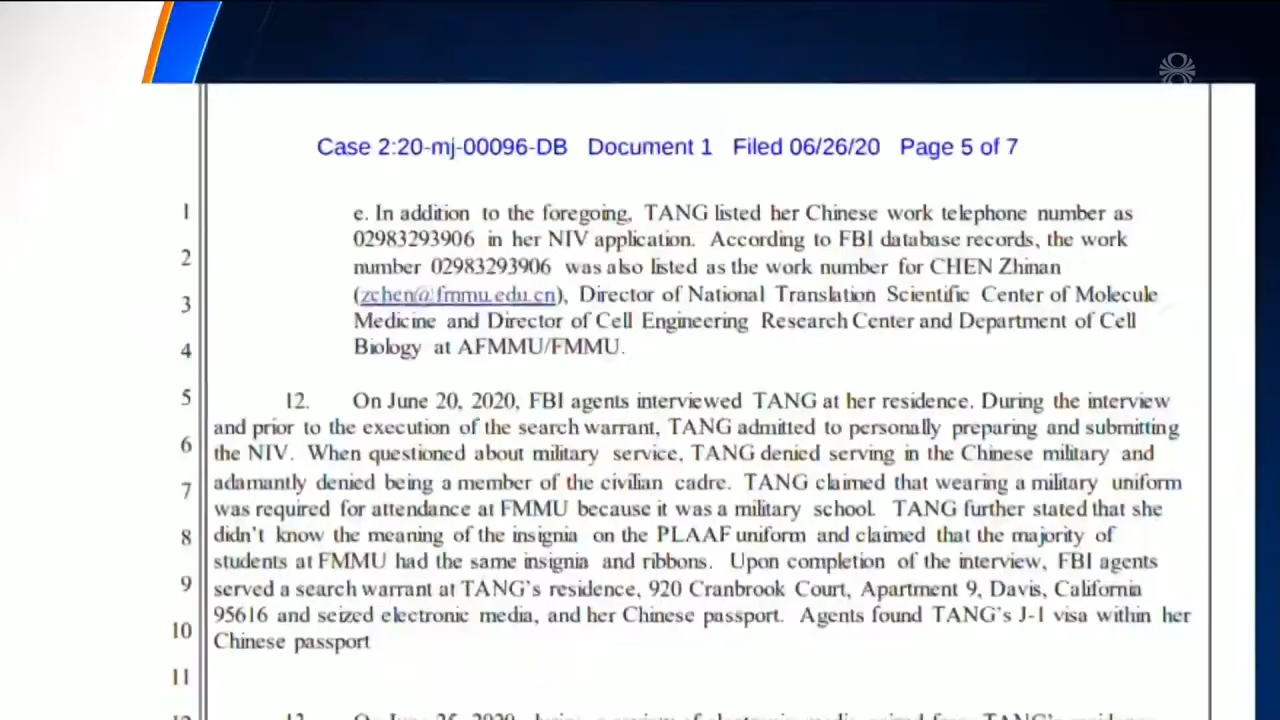 Case 2:20-mj-00096-DB Document 1 Filed 06/26/20 Page 5 of 7
1 e. In addition to the foregoing, TANG listed her Chinese work telephone number as
02983293906 in her NIV application. According to FBI database records, the work
2 number 02983293906 was also listed as the work number for CHEN Zhinan
3 (zchen@fmmu.edu.cn), Director of National Translation Scientific Center of Molecule
Medicine and Director of Cell Engineering Research Center and Department of Cell
4 Biology at AFMMU/FMMU.
5 12. On June 20, 2020, FBI agents interviewed TANG at her residence. During the interview
and prior to the execution of the search warrant, TANG admitted to personally preparing and submitting
6 the NIV. When questioned about military service, TANG denied serving in the Chinese military and
7 adamantly denied being a member of the civilian cadre. TANG claimed that wearing a military uniform
was required for attendance at FMMU because it was a military school. TANG further stated that she
8 didn't know the meaning of the insignia on the PLAAF uniform and claimed that the majority of
students at FMMU had the same insignia and ribbons. Upon completion of the interview, FBI agents
9 served a search warrant at TANG's residence, 920 Cranbrook Court, Apartment 9, Davis, California
95616 and seized electronic media, and her Chinese passport. Agents found TANG's J-1 visa within her
10 Chinese passport
11